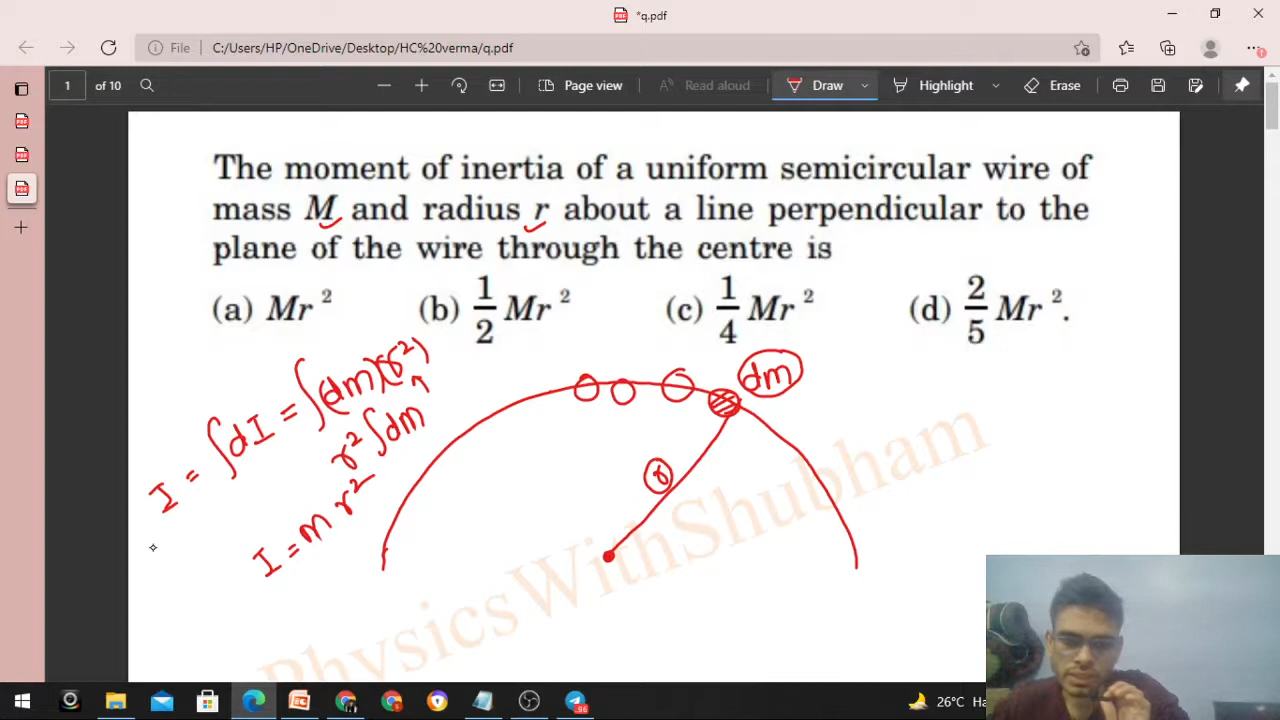 *q.pdf
File C:/Users/HP/OneDrive/Desktop/HC%20verma/q.pdf
1 of 10 Page view Read aloud Draw Highlight Erase
The moment of inertia of a uniform semicircular wire of
mass M and radius r about a line perpendicular to the
plane of the wire through the centre is
(a) Mr² (b) 1/2 Mr² (c) 1/4 Mr² (d) 2/5 Mr².
I = ∫dI = ∫(dm)(r²)
r²∫dm
I = mr²
dm
r
PhysicsWithShubham
26°C